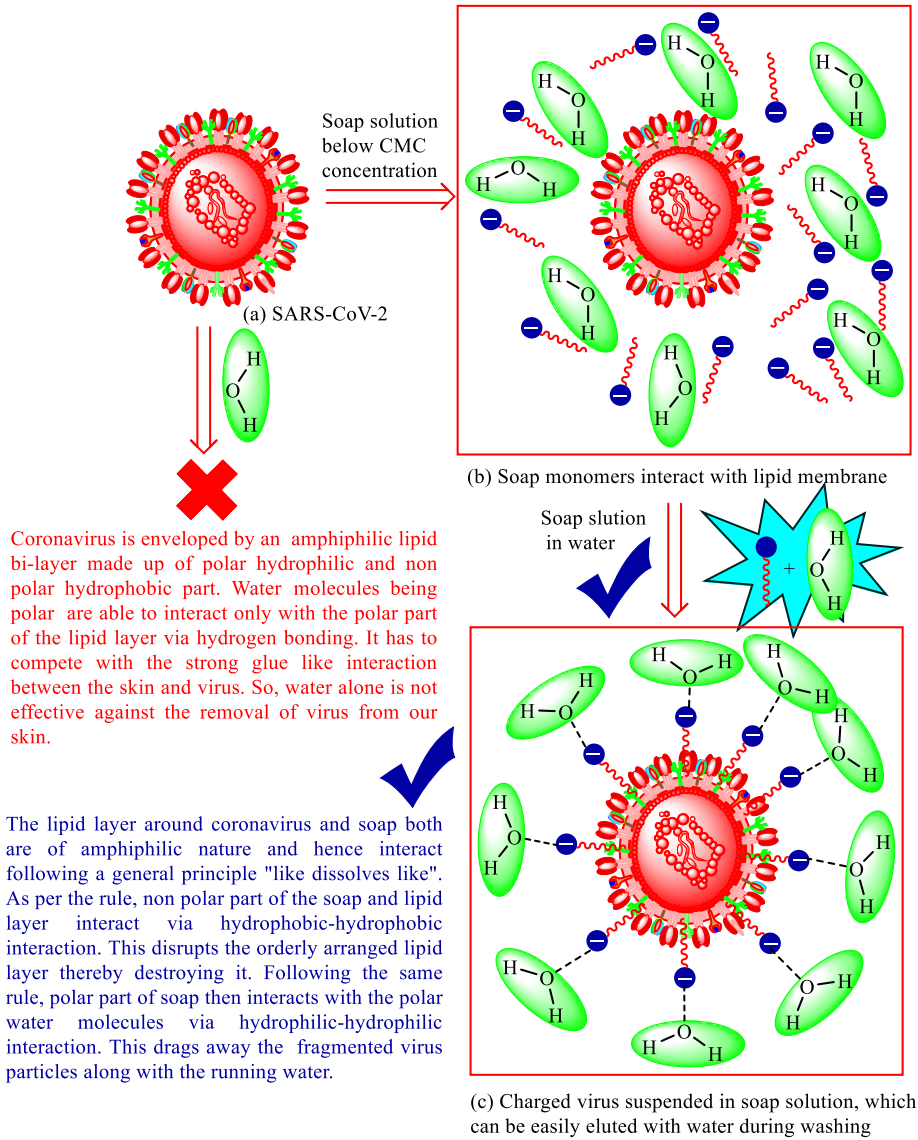 Soap solution
below CMC
concentration
(a) SARS-CoV-2
(b) Soap monomers interact with lipid membrane
Soap slution
in water
+
Coronavirus is enveloped by an amphiphilic lipid
bi-layer made up of polar hydrophilic and non
polar hydrophobic part. Water molecules being
polar are able to interact only with the polar part
of the lipid layer via hydrogen bonding. It has to
compete with the strong glue like interaction
between the skin and virus. So, water alone is not
effective against the removal of virus from our
skin.
The lipid layer around coronavirus and soap both
are of amphiphilic nature and hence interact
following a general principle "like dissolves like".
As per the rule, non polar part of the soap and lipid
layer interact via hydrophobic-hydrophobic
interaction. This disrupts the orderly arranged lipid
layer thereby destroying it. Following the same
rule, polar part of soap then interacts with the polar
water molecules via hydrophilic-hydrophilic
interaction. This drags away the fragmented virus
particles along with the running water.
(c) Charged virus suspended in soap solution, which
can be easily eluted with water during washing